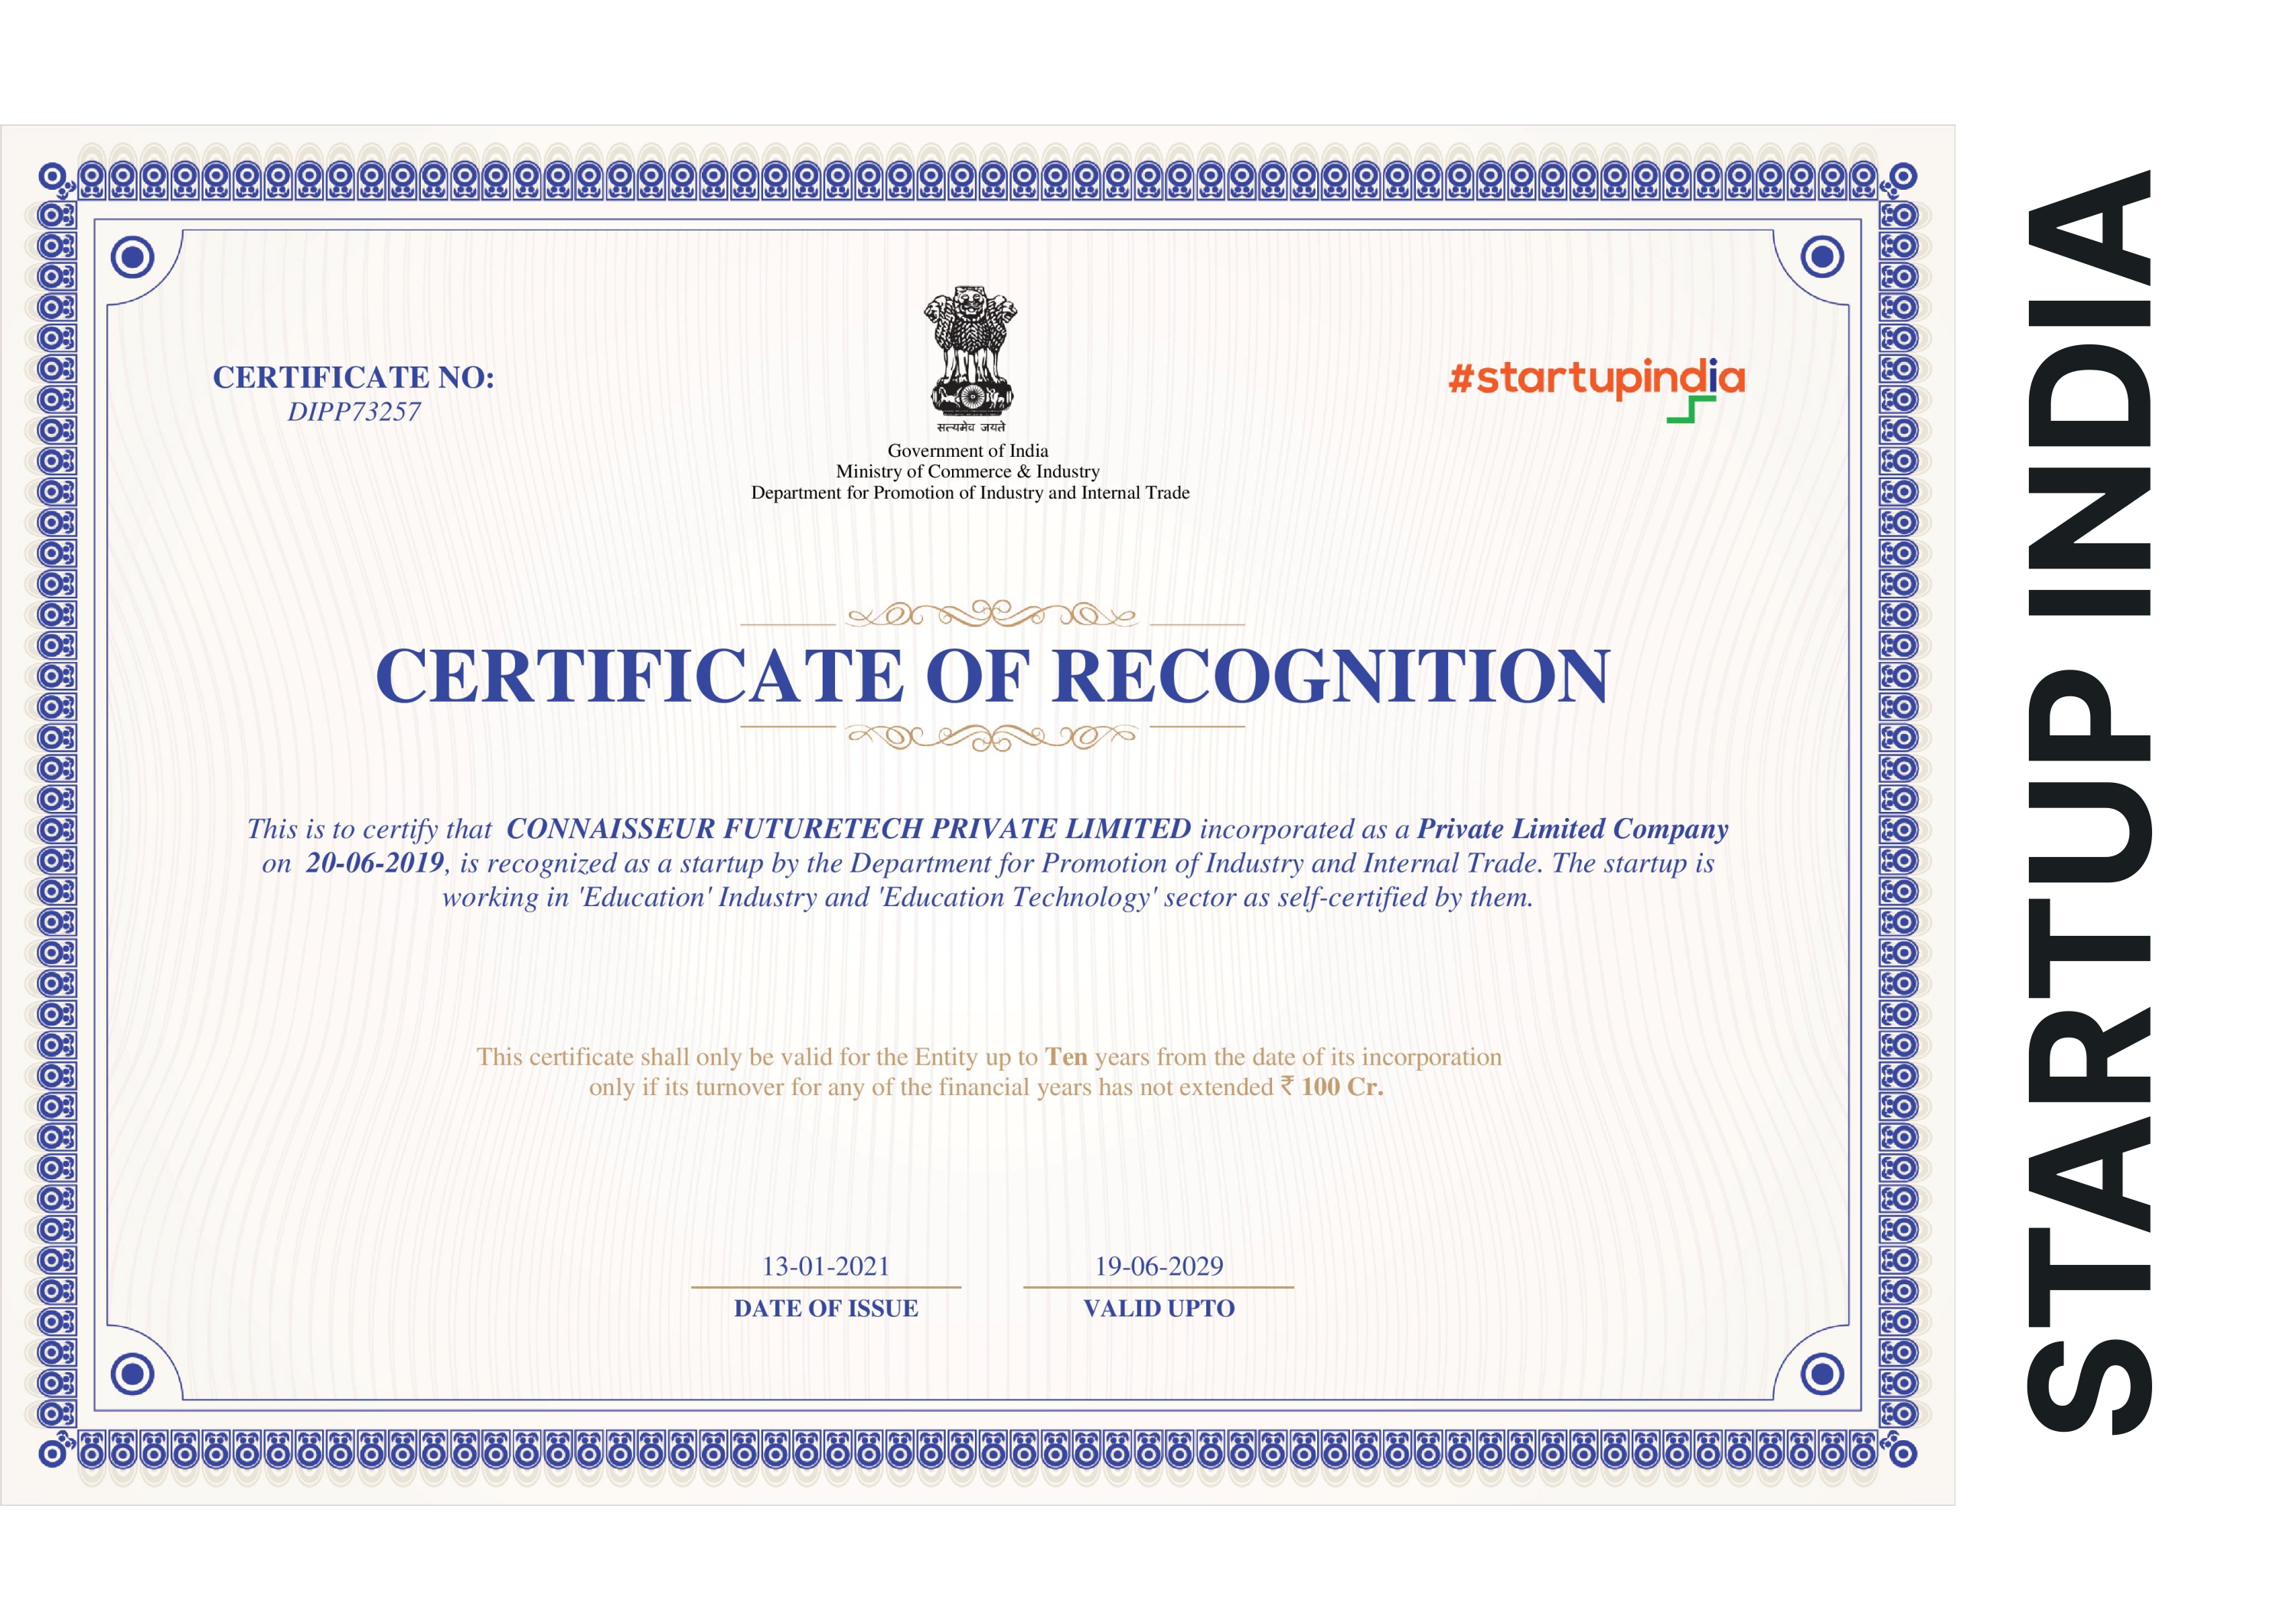 CERTIFICATE NO:
DIPP73257
सत्यमेव जयते
Government of India
Ministry of Commerce & Industry
Department for Promotion of Industry and Internal Trade
#startupindia
CERTIFICATE OF RECOGNITION
This is to certify that CONNAISSEUR FUTURETECH PRIVATE LIMITED incorporated as a Private Limited Company
on 20-06-2019, is recognized as a startup by the Department for Promotion of Industry and Internal Trade. The startup is
working in 'Education' Industry and 'Education Technology' sector as self-certified by them.
This certificate shall only be valid for the Entity up to Ten years from the date of its incorporation
only if its turnover for any of the financial years has not extended ₹ 100 Cr.
13-01-2021
DATE OF ISSUE
19-06-2029
VALID UPTO
STARTUP INDIA